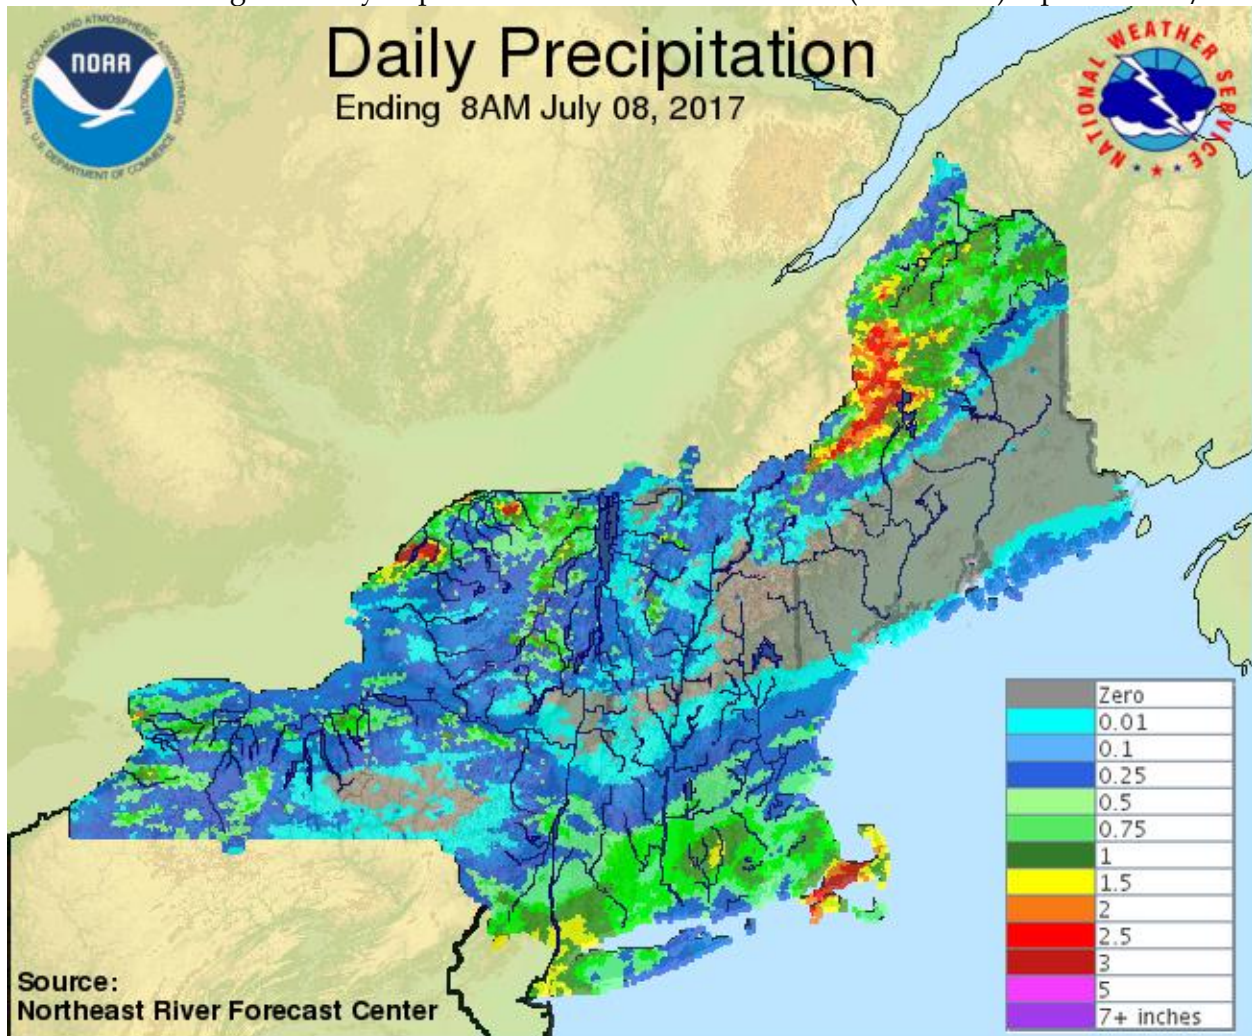 Daily Precipitation
Ending 8AM July 08, 2017
NOAA
NATIONAL OCEANIC AND ATMOSPHERIC ADMINISTRATION
U.S. DEPARTMENT OF COMMERCE
NATIONAL WEATHER SERVICE
Zero
0.01
0.1
0.25
0.5
0.75
1
1.5
2
2.5
3
5
7+ inches
Source:
Northeast River Forecast Center